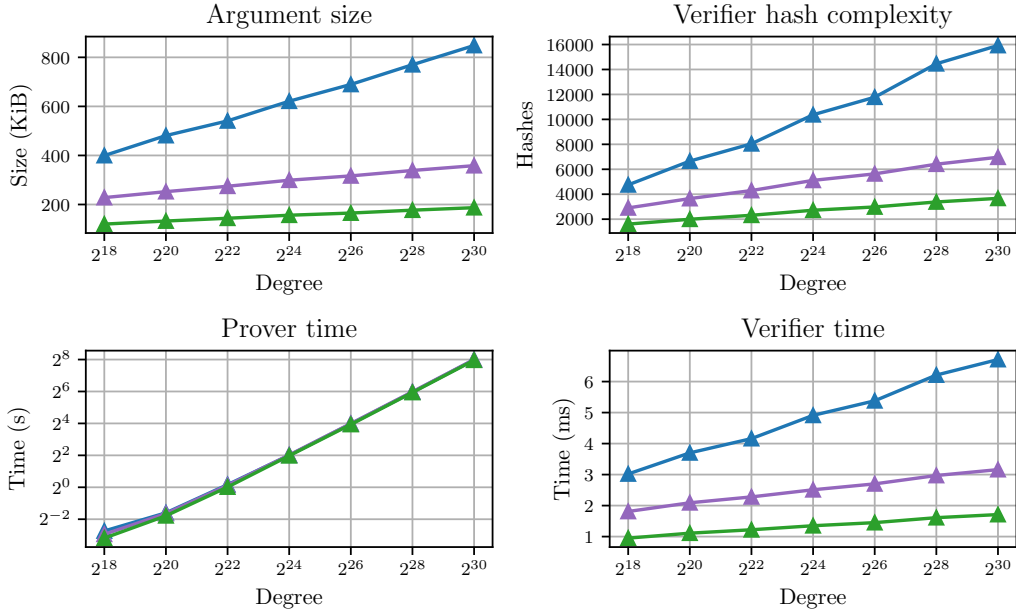 Argument size
Size (KiB)
800
600
400
200
2^18 2^20 2^22 2^24 2^26 2^28 2^30
Degree
Verifier hash complexity
Hashes
16000
14000
12000
10000
8000
6000
4000
2000
2^18 2^20 2^22 2^24 2^26 2^28 2^30
Degree
Prover time
Time (s)
2^8
2^6
2^4
2^2
2^0
2^−2
2^18 2^20 2^22 2^24 2^26 2^28 2^30
Degree
Verifier time
Time (ms)
6
5
4
3
2
1
2^18 2^20 2^22 2^24 2^26 2^28 2^30
Degree